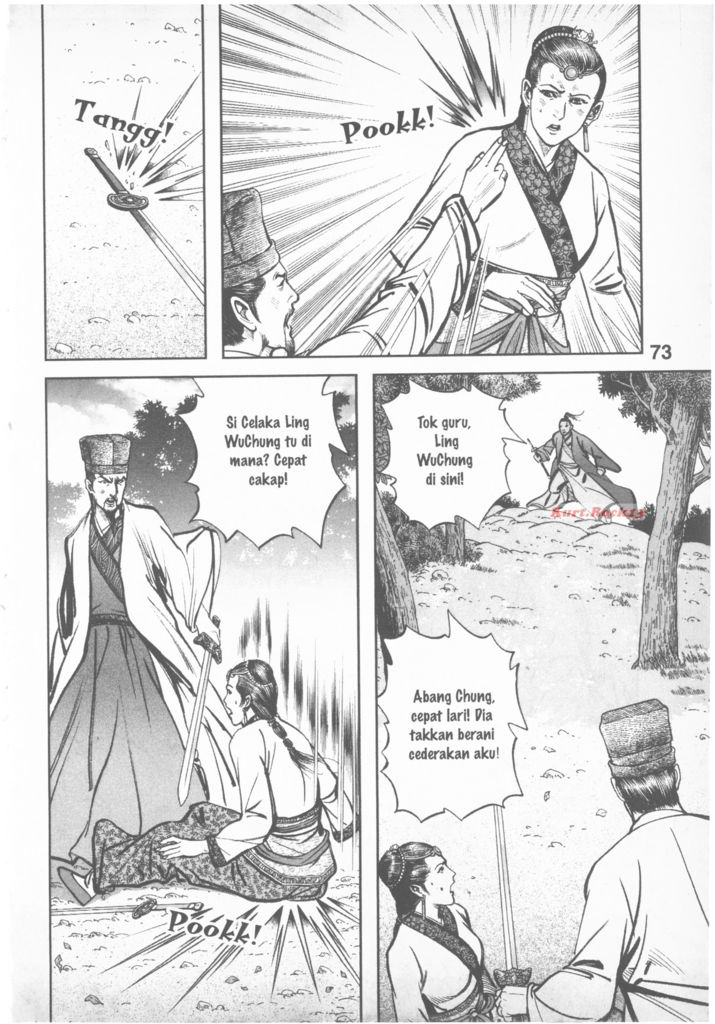 Tangg!
Pookk!
73
Si Celaka Ling
WuChung tu di
mana? Cepat
cakap!
Pookk!
Tok guru,
Ling
WuChung
di sini!
Abang Chung,
cepat lari! Dia
takkan berani
cederakan aku!